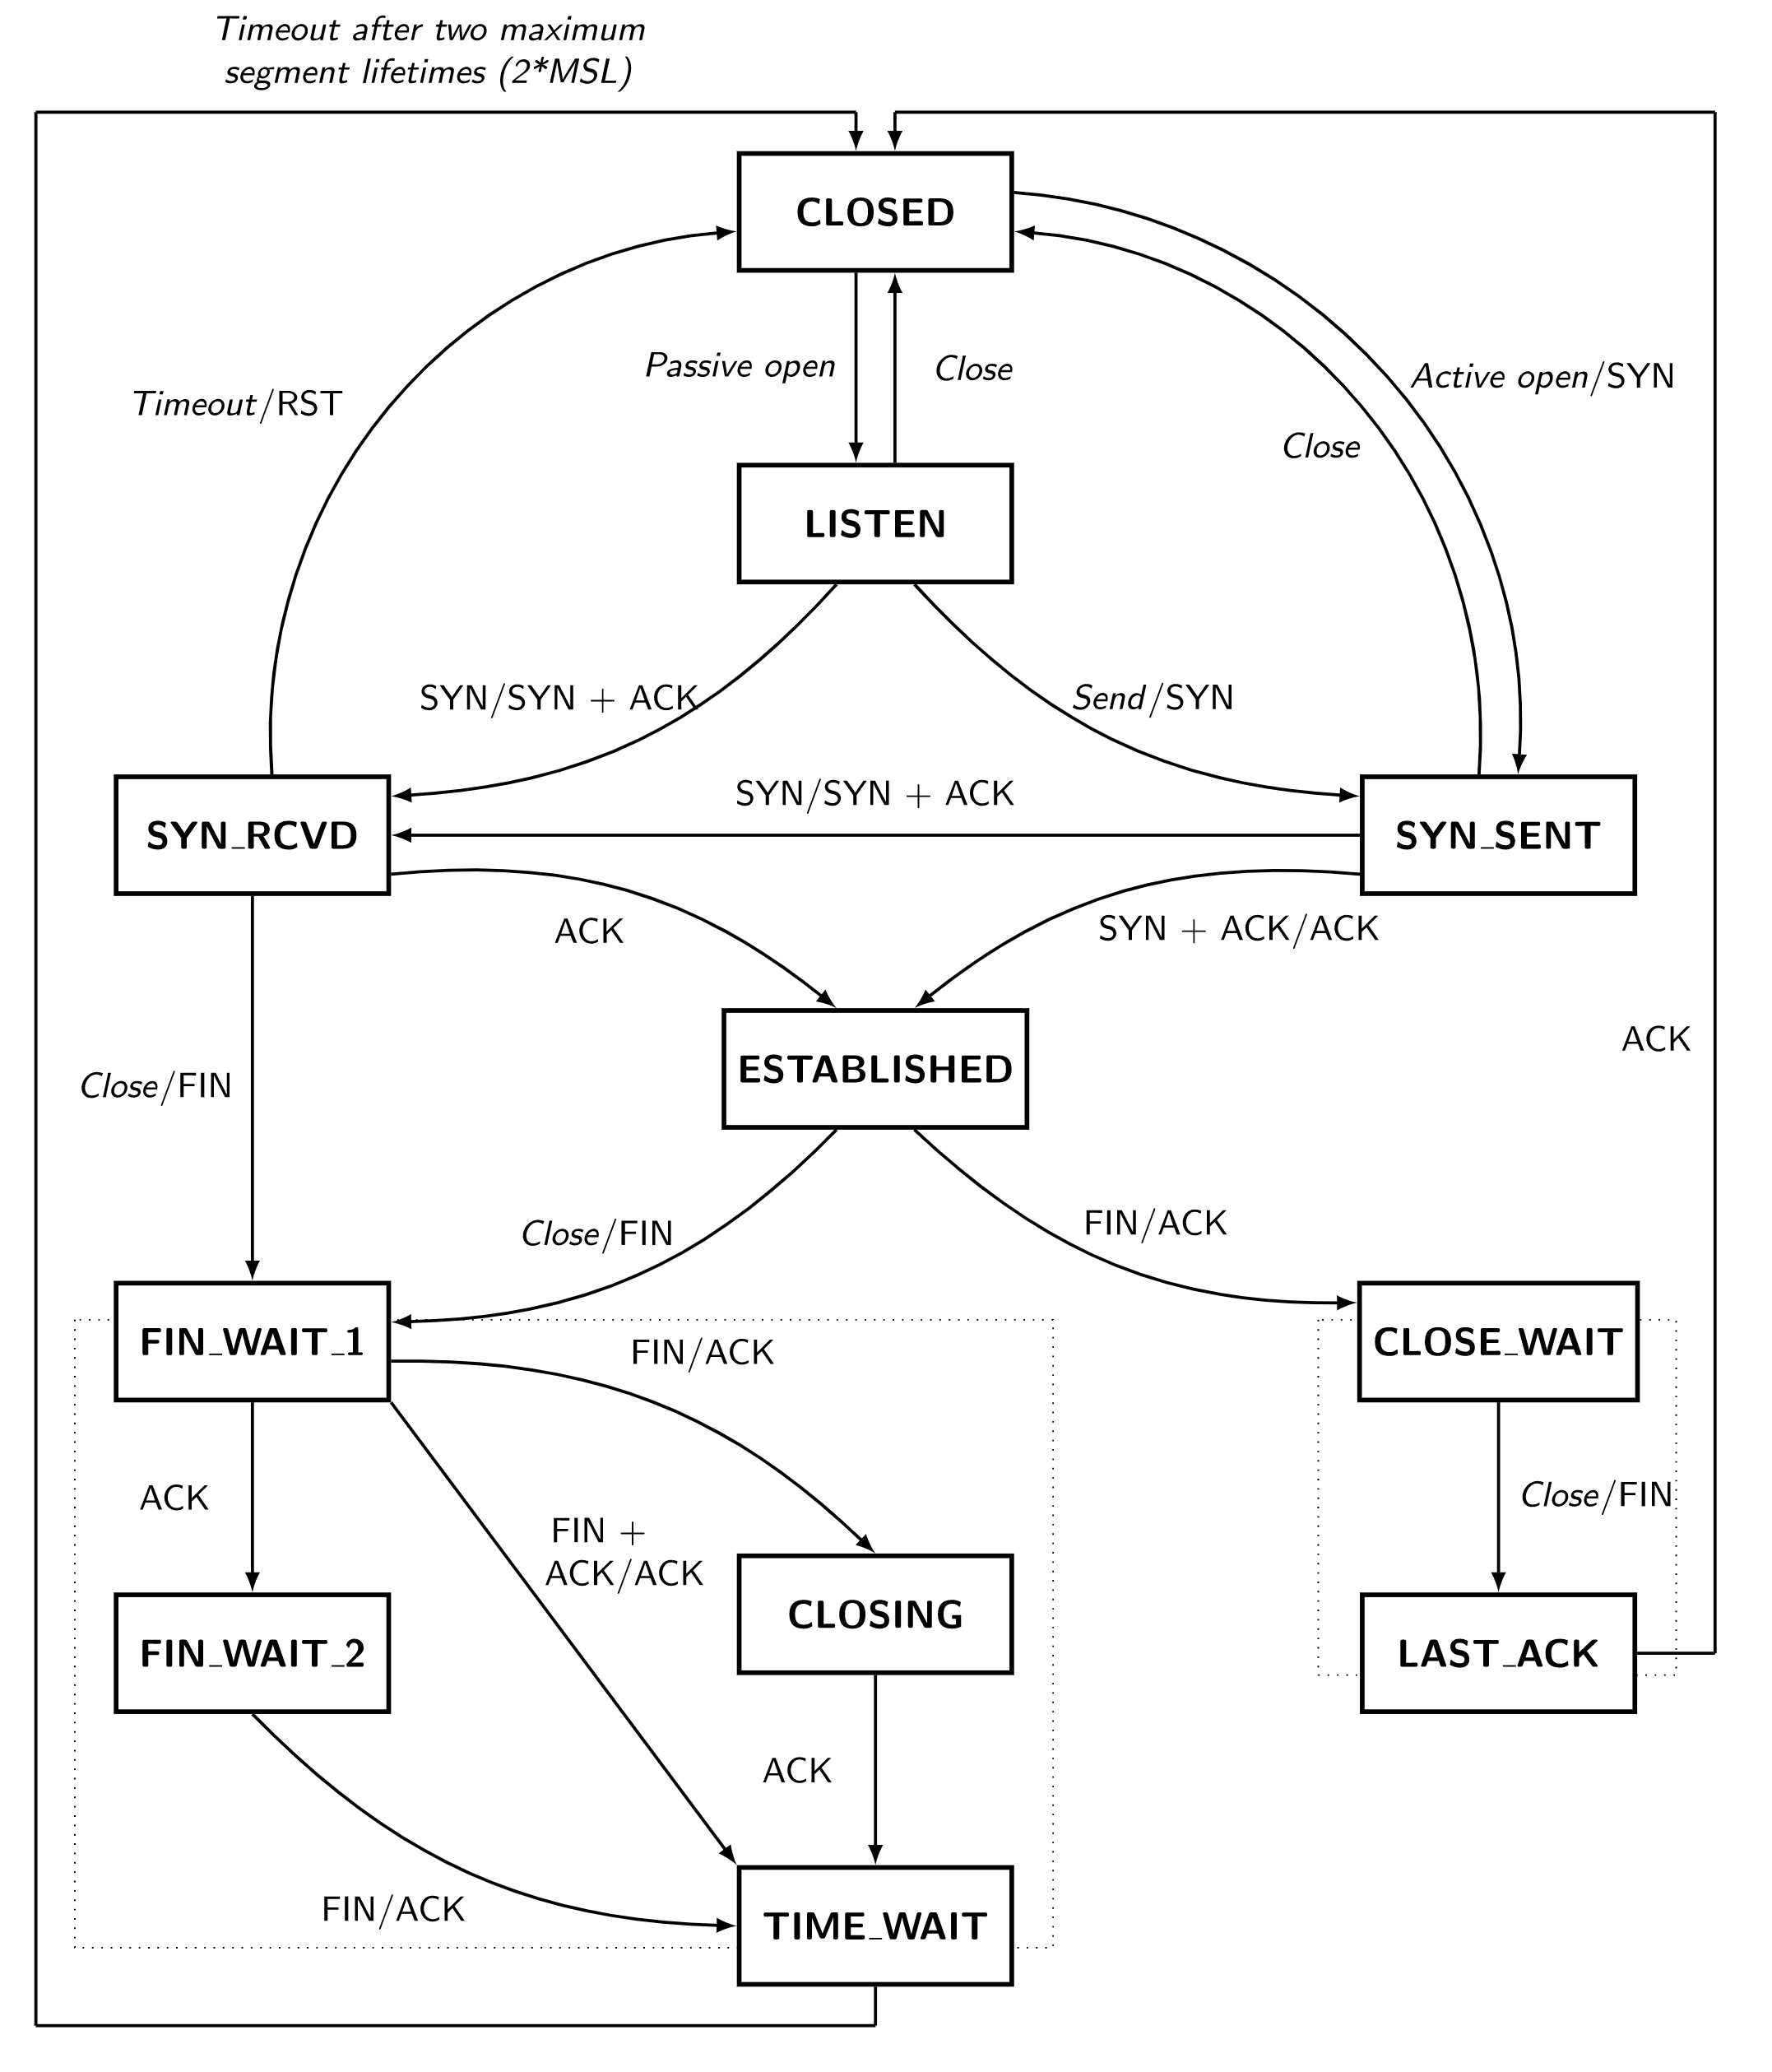 Timeout after two maximum
segment lifetimes (2*MSL)
CLOSED
Passive open
Close
Timeout/RST
Active open/SYN
Close
LISTEN
SYN/SYN + ACK
Send/SYN
SYN/SYN + ACK
SYN_RCVD
SYN_SENT
ACK
SYN + ACK/ACK
ACK
ESTABLISHED
Close/FIN
Close/FIN
FIN/ACK
FIN_WAIT_1
FIN/ACK
CLOSE_WAIT
ACK
FIN +
ACK/ACK
Close/FIN
CLOSING
FIN_WAIT_2
LAST_ACK
ACK
FIN/ACK
TIME_WAIT